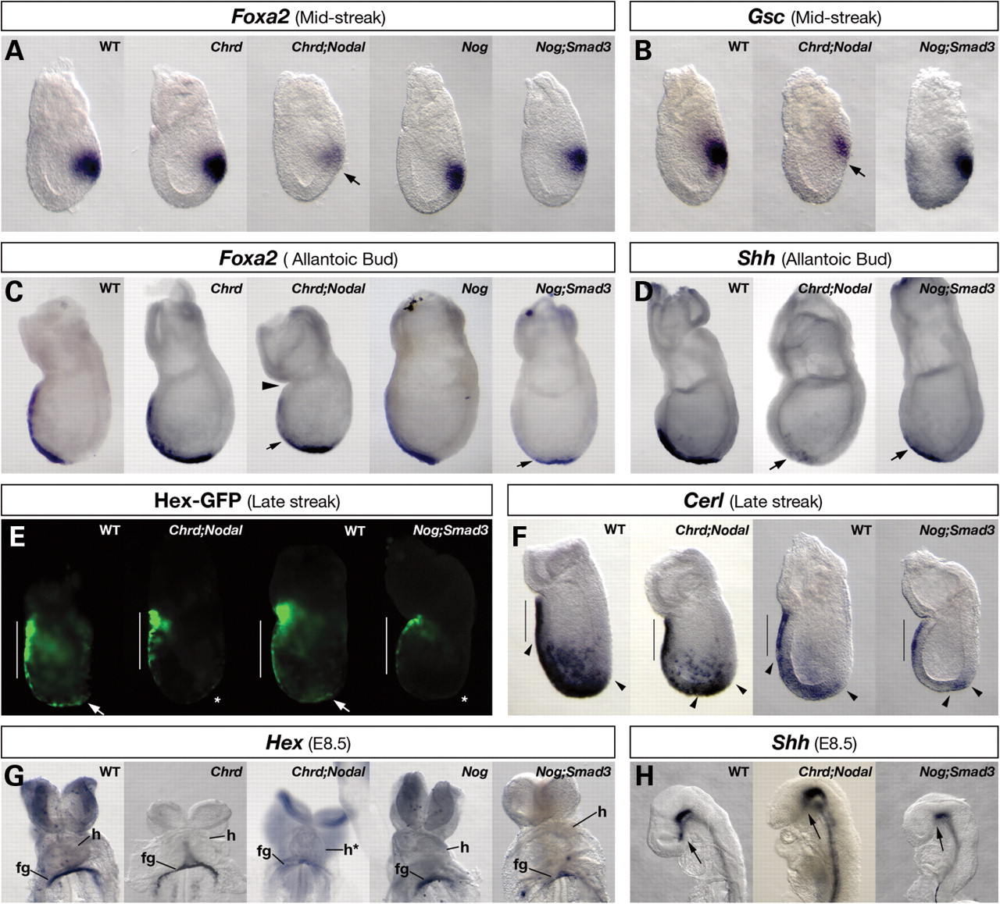 Foxa2 (Mid-streak)
Gsc (Mid-streak)
A WT Chrd Chrd;Nodal Nog Nog;Smad3
B WT Chrd;Nodal Nog;Smad3
Foxa2 ( Allantoic Bud)
Shh (Allantoic Bud)
C WT Chrd Chrd;Nodal Nog Nog;Smad3
D WT Chrd;Nodal Nog;Smad3
Hex-GFP (Late streak)
Cerl (Late streak)
E WT Chrd;Nodal WT Nog;Smad3
*
*
F WT Chrd;Nodal WT Nog;Smad3
Hex (E8.5)
Shh (E8.5)
G WT Chrd Chrd;Nodal Nog Nog;Smad3
h h h* h h
fg fg fg fg fg
H WT Chrd;Nodal Nog;Smad3